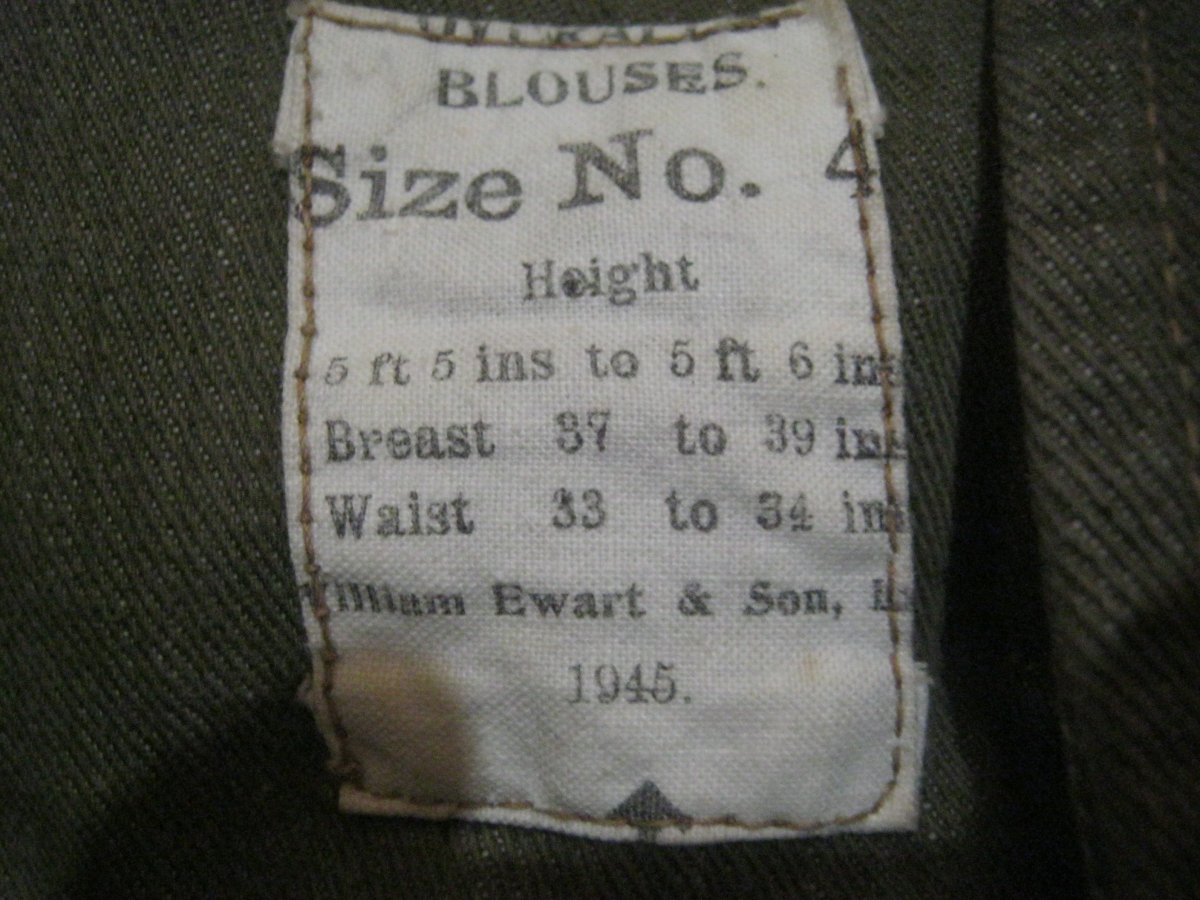 BLOUSES.
Size No. 4
Height
5 ft 5 ins to 5 ft 6 ins
Breast 37 to 39 ins
Waist 33 to 34 ins
William Ewart & Son,
1945.